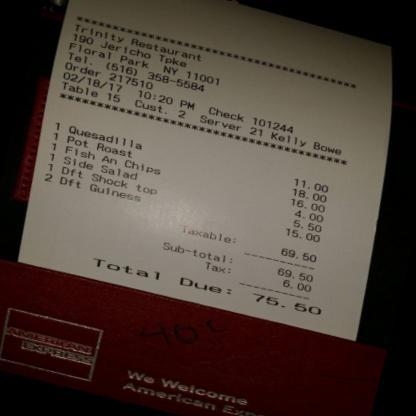 ********************************
Trinity Restaurant
190 Jericho Tpke
Floral Park NY 11001
Tel. (516) 358-5584
Order 217510
02/18/17 10:20 PM Check 101244
Table 15 Cust. 2 Server 21 Kelly Bowe
********************************
1 Quesadilla 11.00
1 Pot Roast 18.00
1 Fish An Chips 16.00
1 Side Salad 4.00
1 Dft Shock top 5.50
2 Dft Guiness 15.00
Taxable: 69.50
Sub-total: 69.50
Tax: 6.00
Total Due: 75.50
AMERICAN
EXPRESS
We Welcome
American